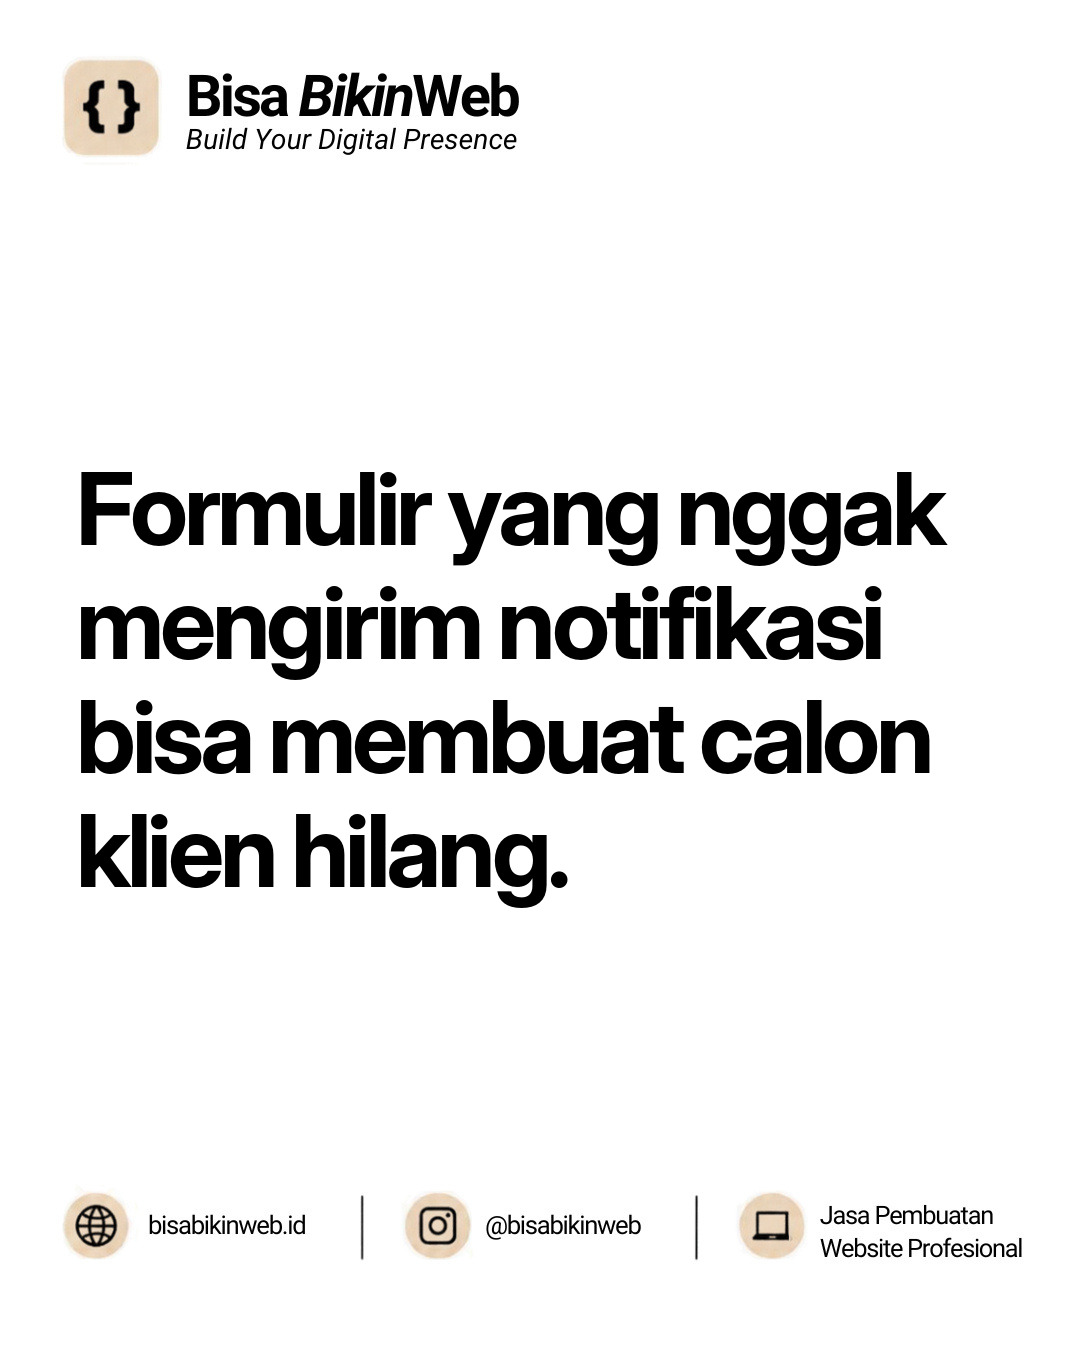 { }
Bisa BikinWeb
Build Your Digital Presence
Formulir yang nggak
mengirim notifikasi
bisa membuat calon
klien hilang.
bisabikinweb.id
@bisabikinweb
Jasa Pembuatan
Website Profesional